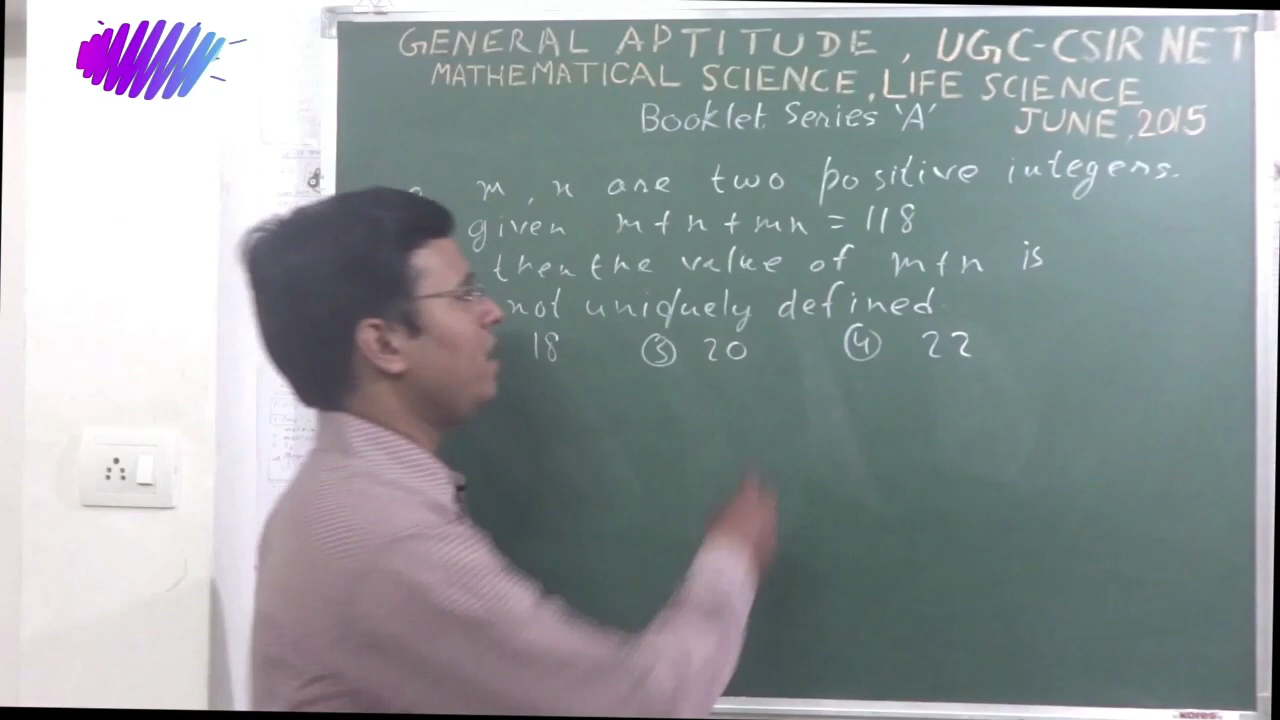 GENERAL APTITUDE, UGC-CSIR NET
MATHEMATICAL SCIENCE, LIFE SCIENCE
Booklet Series 'A' JUNE, 2015
m, n are two positive integers.
given m+n+mn = 118
then the value of m+n is
not uniquely defined.
18 ③ 20 ④ 22
kores